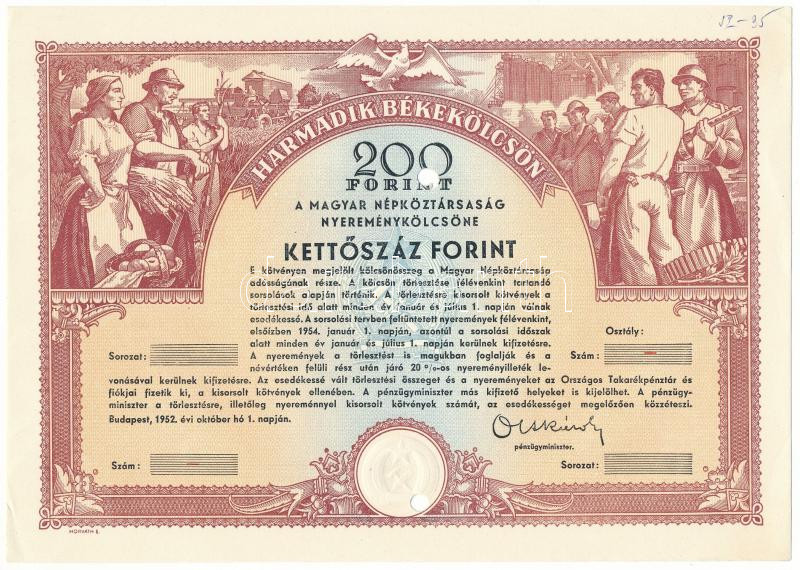 VI-95
HARMADIK BÉKEKÖLCSÖN
200
FORINT
A MAGYAR NÉPKÖZTÁRSASÁG
NYEREMÉNYKÖLCSÖNE
KETTŐSZÁZ FORINT
E kötvényen megjelölt kölcsönösszeg a Magyar Népköztársaság
adósságának része. A kölcsön törlesztése félévenkint tartandó
sorsolások alapján történik. A törlesztésre kisorsolt kötvények a
törlesztési idő alatt minden év január és július 1. napján válnak
esedékessé. A sorsolási tervben feltüntetett nyeremények félévenkint,
elsőízben 1954. január 1. napján, azontúl a sorsolási időszak
alatt minden év január és július 1. napján kerülnek kifizetésre.
A nyeremények a törlesztést is magukban foglalják és a
névértéken felüli rész után járó 20 %-os nyereményilleték le-
vonásával kerülnek kifizetésre. Az esedékessé vált törlesztési összeget és a nyereményeket az Országos Takarékpénztár és
fiókjai fizetik ki, a kisorsolt kötvények ellenében. A pénzügyminiszter más kifizető helyeket is kijelölhet. A pénzügy-
miniszter a törlesztésre, illetőleg nyereménnyel kisorsolt kötvények számát, az esedékességet megelőzően közzéteszi.
Budapest, 1952. évi október hó 1. napján.
Osztály:
Sorozat:
Szám:
Olt Károly
pénzügyminiszter.
Szám:
Sorozat:
HORVÁTH E.